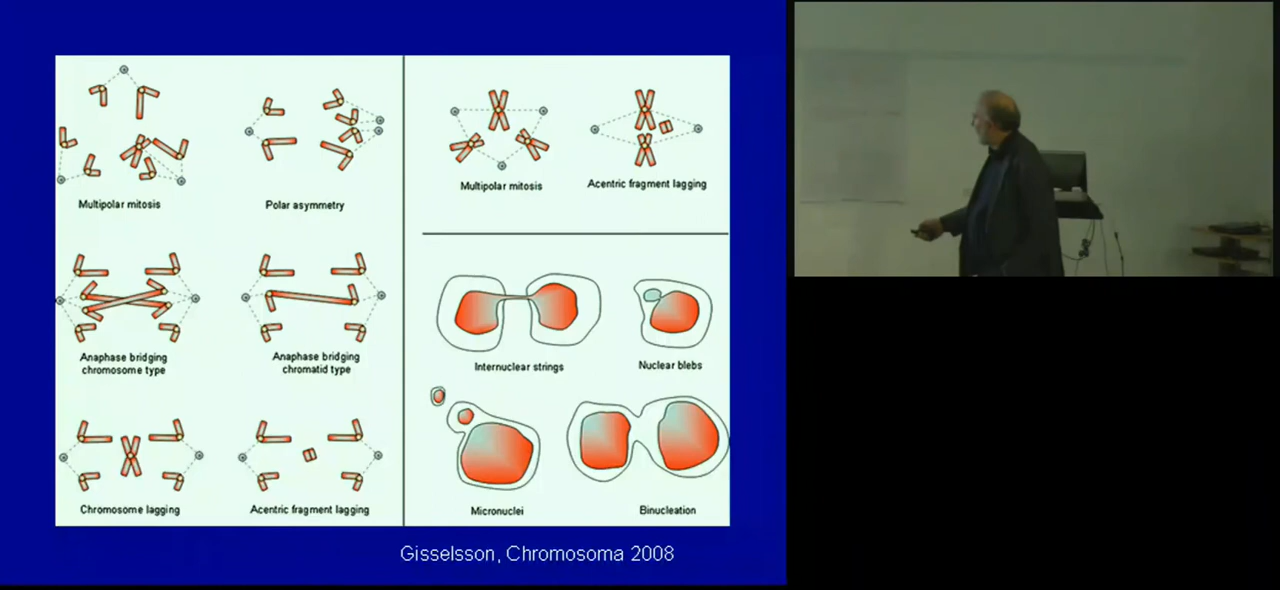 Multipolar mitosis
Polar asymmetry
Anaphase bridging
chromosome type
Anaphase bridging
chromatid type
Chromosome lagging
Acentric fragment lagging
Multipolar mitosis
Acentric fragment lagging
Internuclear strings
Nuclear blebs
Micronuclei
Binucleation
Gisselsson, Chromosoma 2008